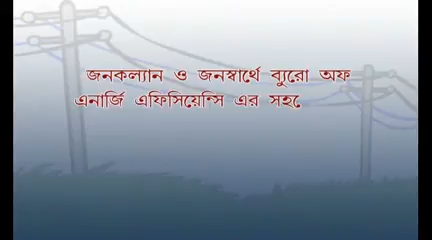 জনকল্যান ও জনস্বার্থে ব্যুরো অফ
এনার্জি এফিসিয়েন্সি এর সহ